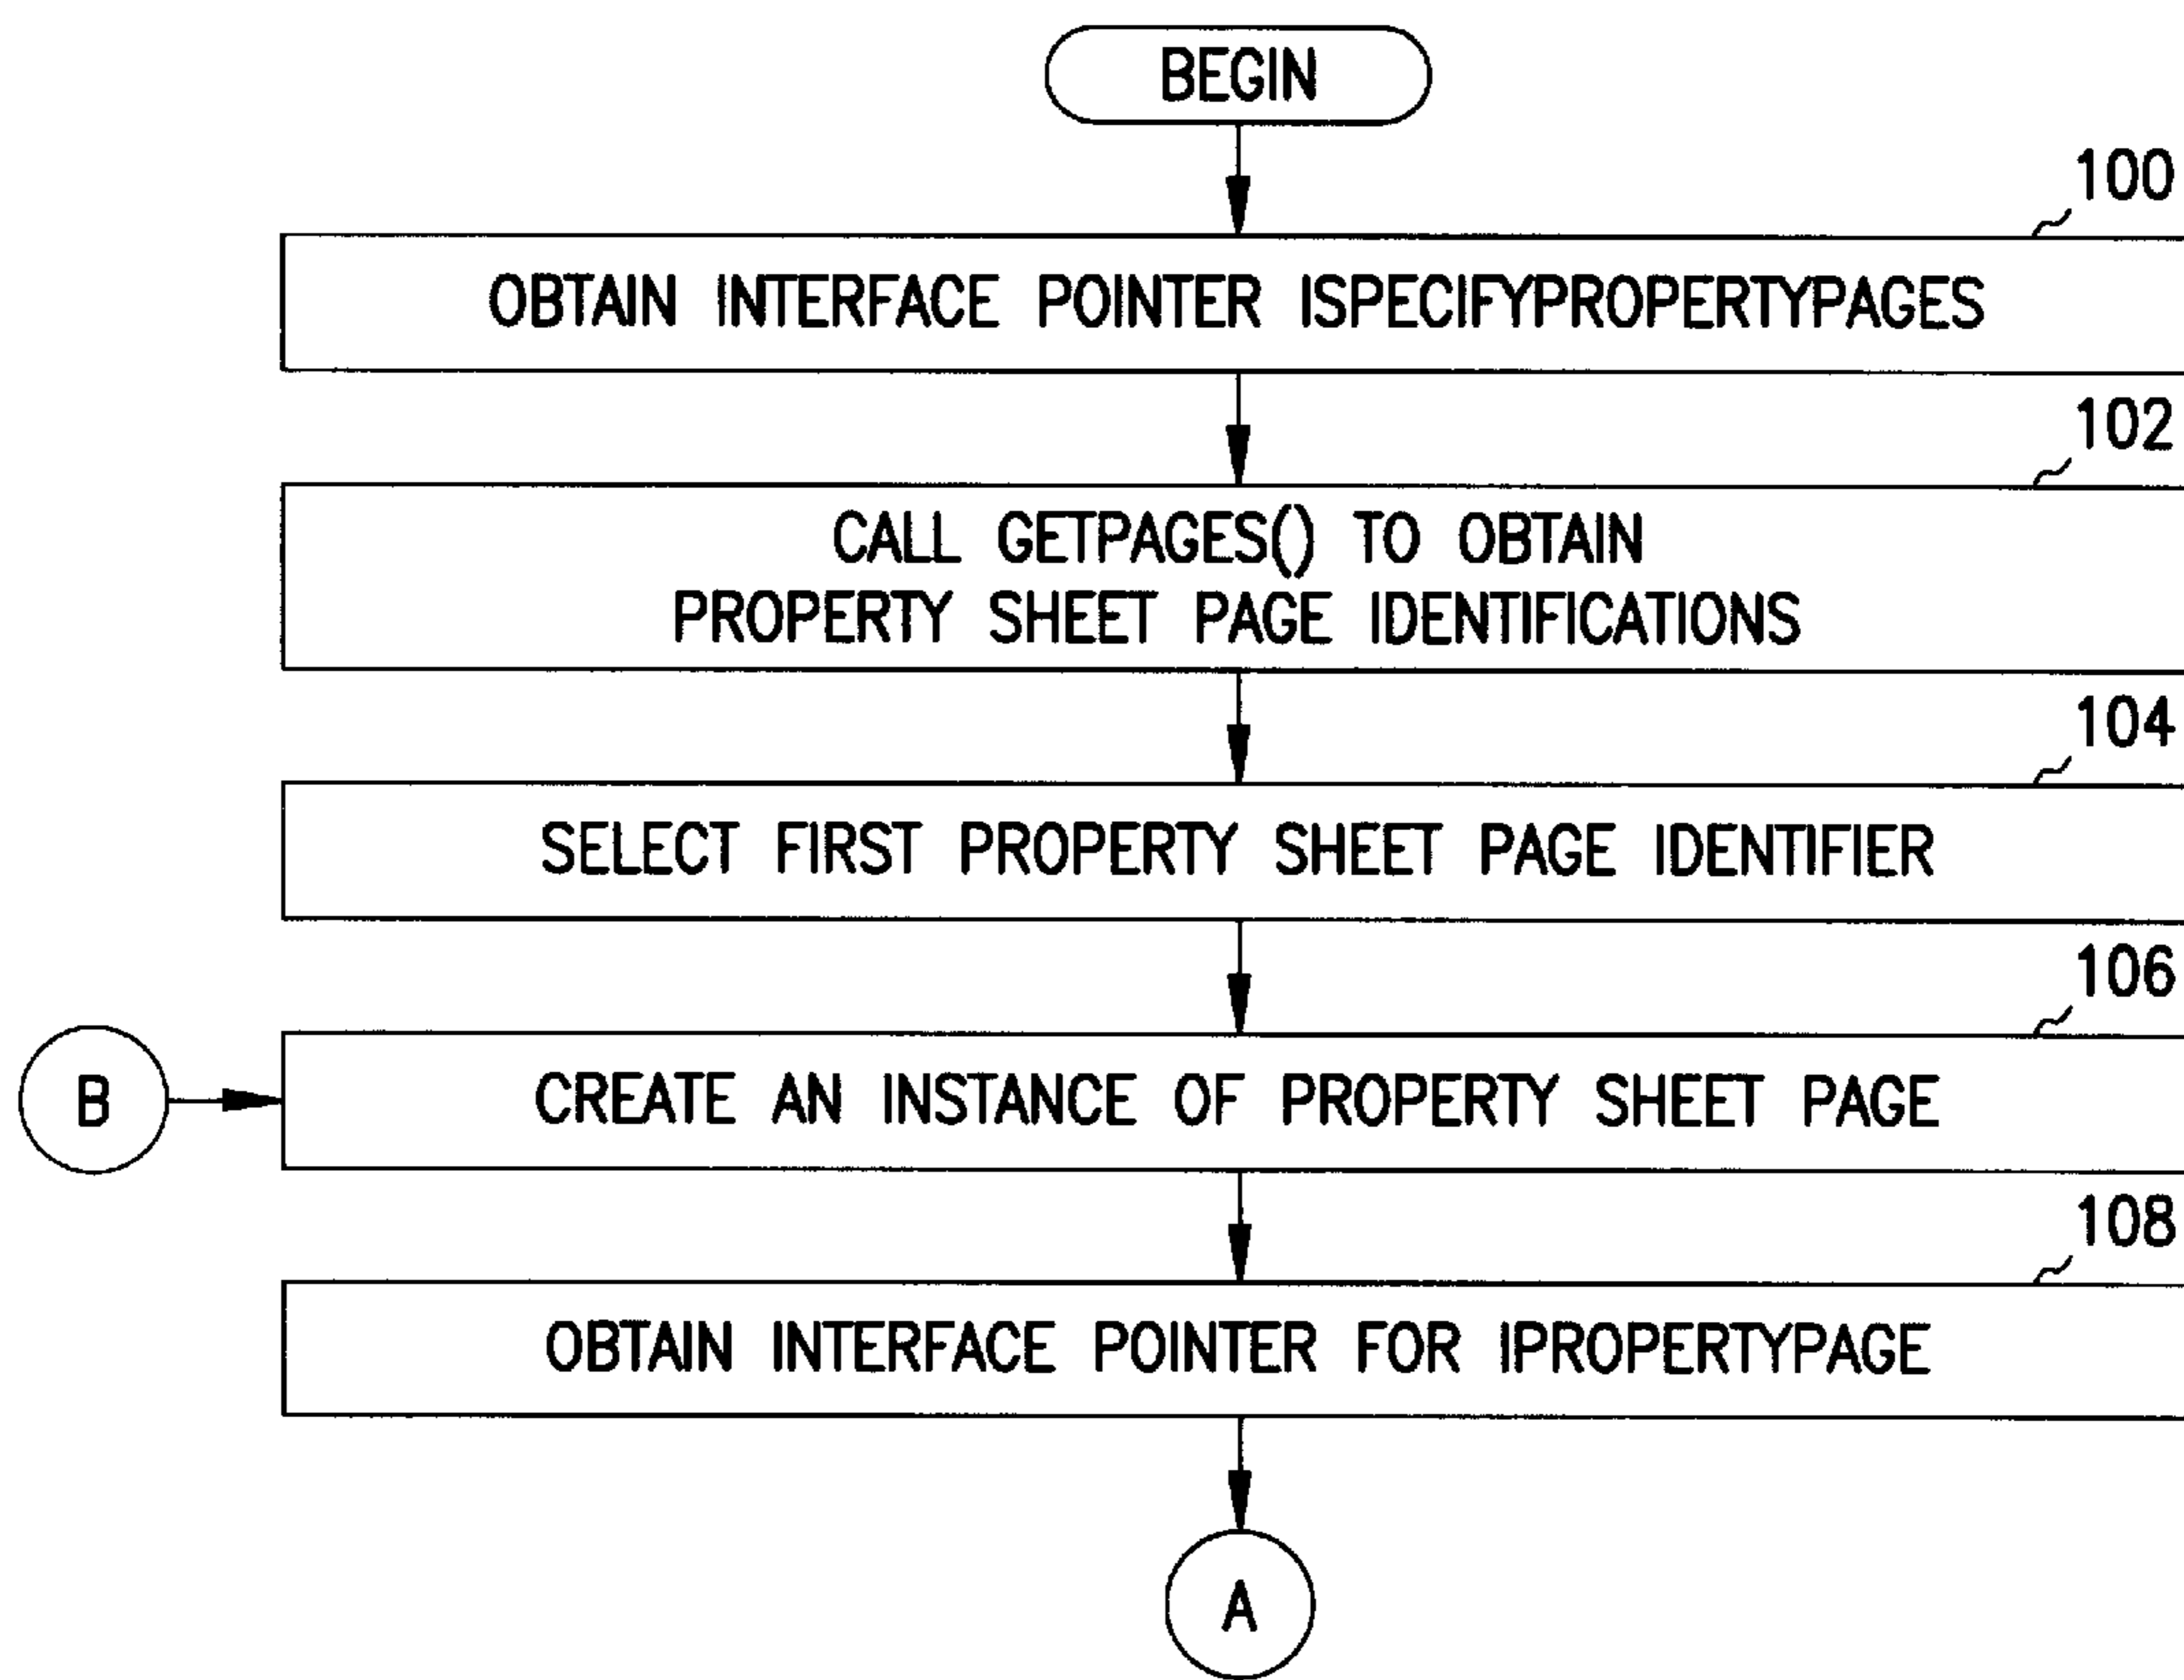 BEGIN
100
OBTAIN INTERFACE POINTER ISPECIFYPROPERTYPAGES
102
CALL GETPAGES() TO OBTAIN
PROPERTY SHEET PAGE IDENTIFICATIONS
104
SELECT FIRST PROPERTY SHEET PAGE IDENTIFIER
106
B
CREATE AN INSTANCE OF PROPERTY SHEET PAGE
108
OBTAIN INTERFACE POINTER FOR IPROPERTYPAGE
A